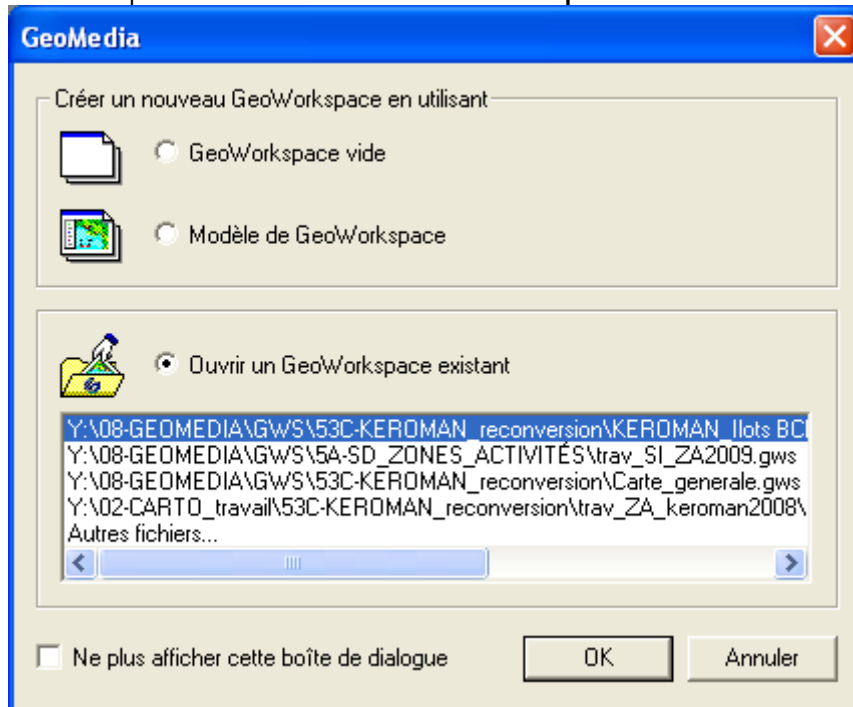 GeoMedia
Créer un nouveau GeoWorkspace en utilisant
GeoWorkspace vide
Modèle de GeoWorkspace
Ouvrir un GeoWorkspace existant
Y:\08-GEOMEDIA\GWS\53C-KEROMAN_reconversion\KEROMAN_Ilots
Y:\08-GEOMEDIA\GWS\5A-SD_ZONES_ACTIVITÉS\trav_SI_ZA2009.gws
Y:\08-GEOMEDIA\GWS\53C-KEROMAN_reconversion\Carte_generale.gws
Y:\02-CARTO_travail\53C-KEROMAN_reconversion\trav_ZA_keroman2008\
Autres fichiers...
Ne plus afficher cette boîte de dialogue
OK
Annuler